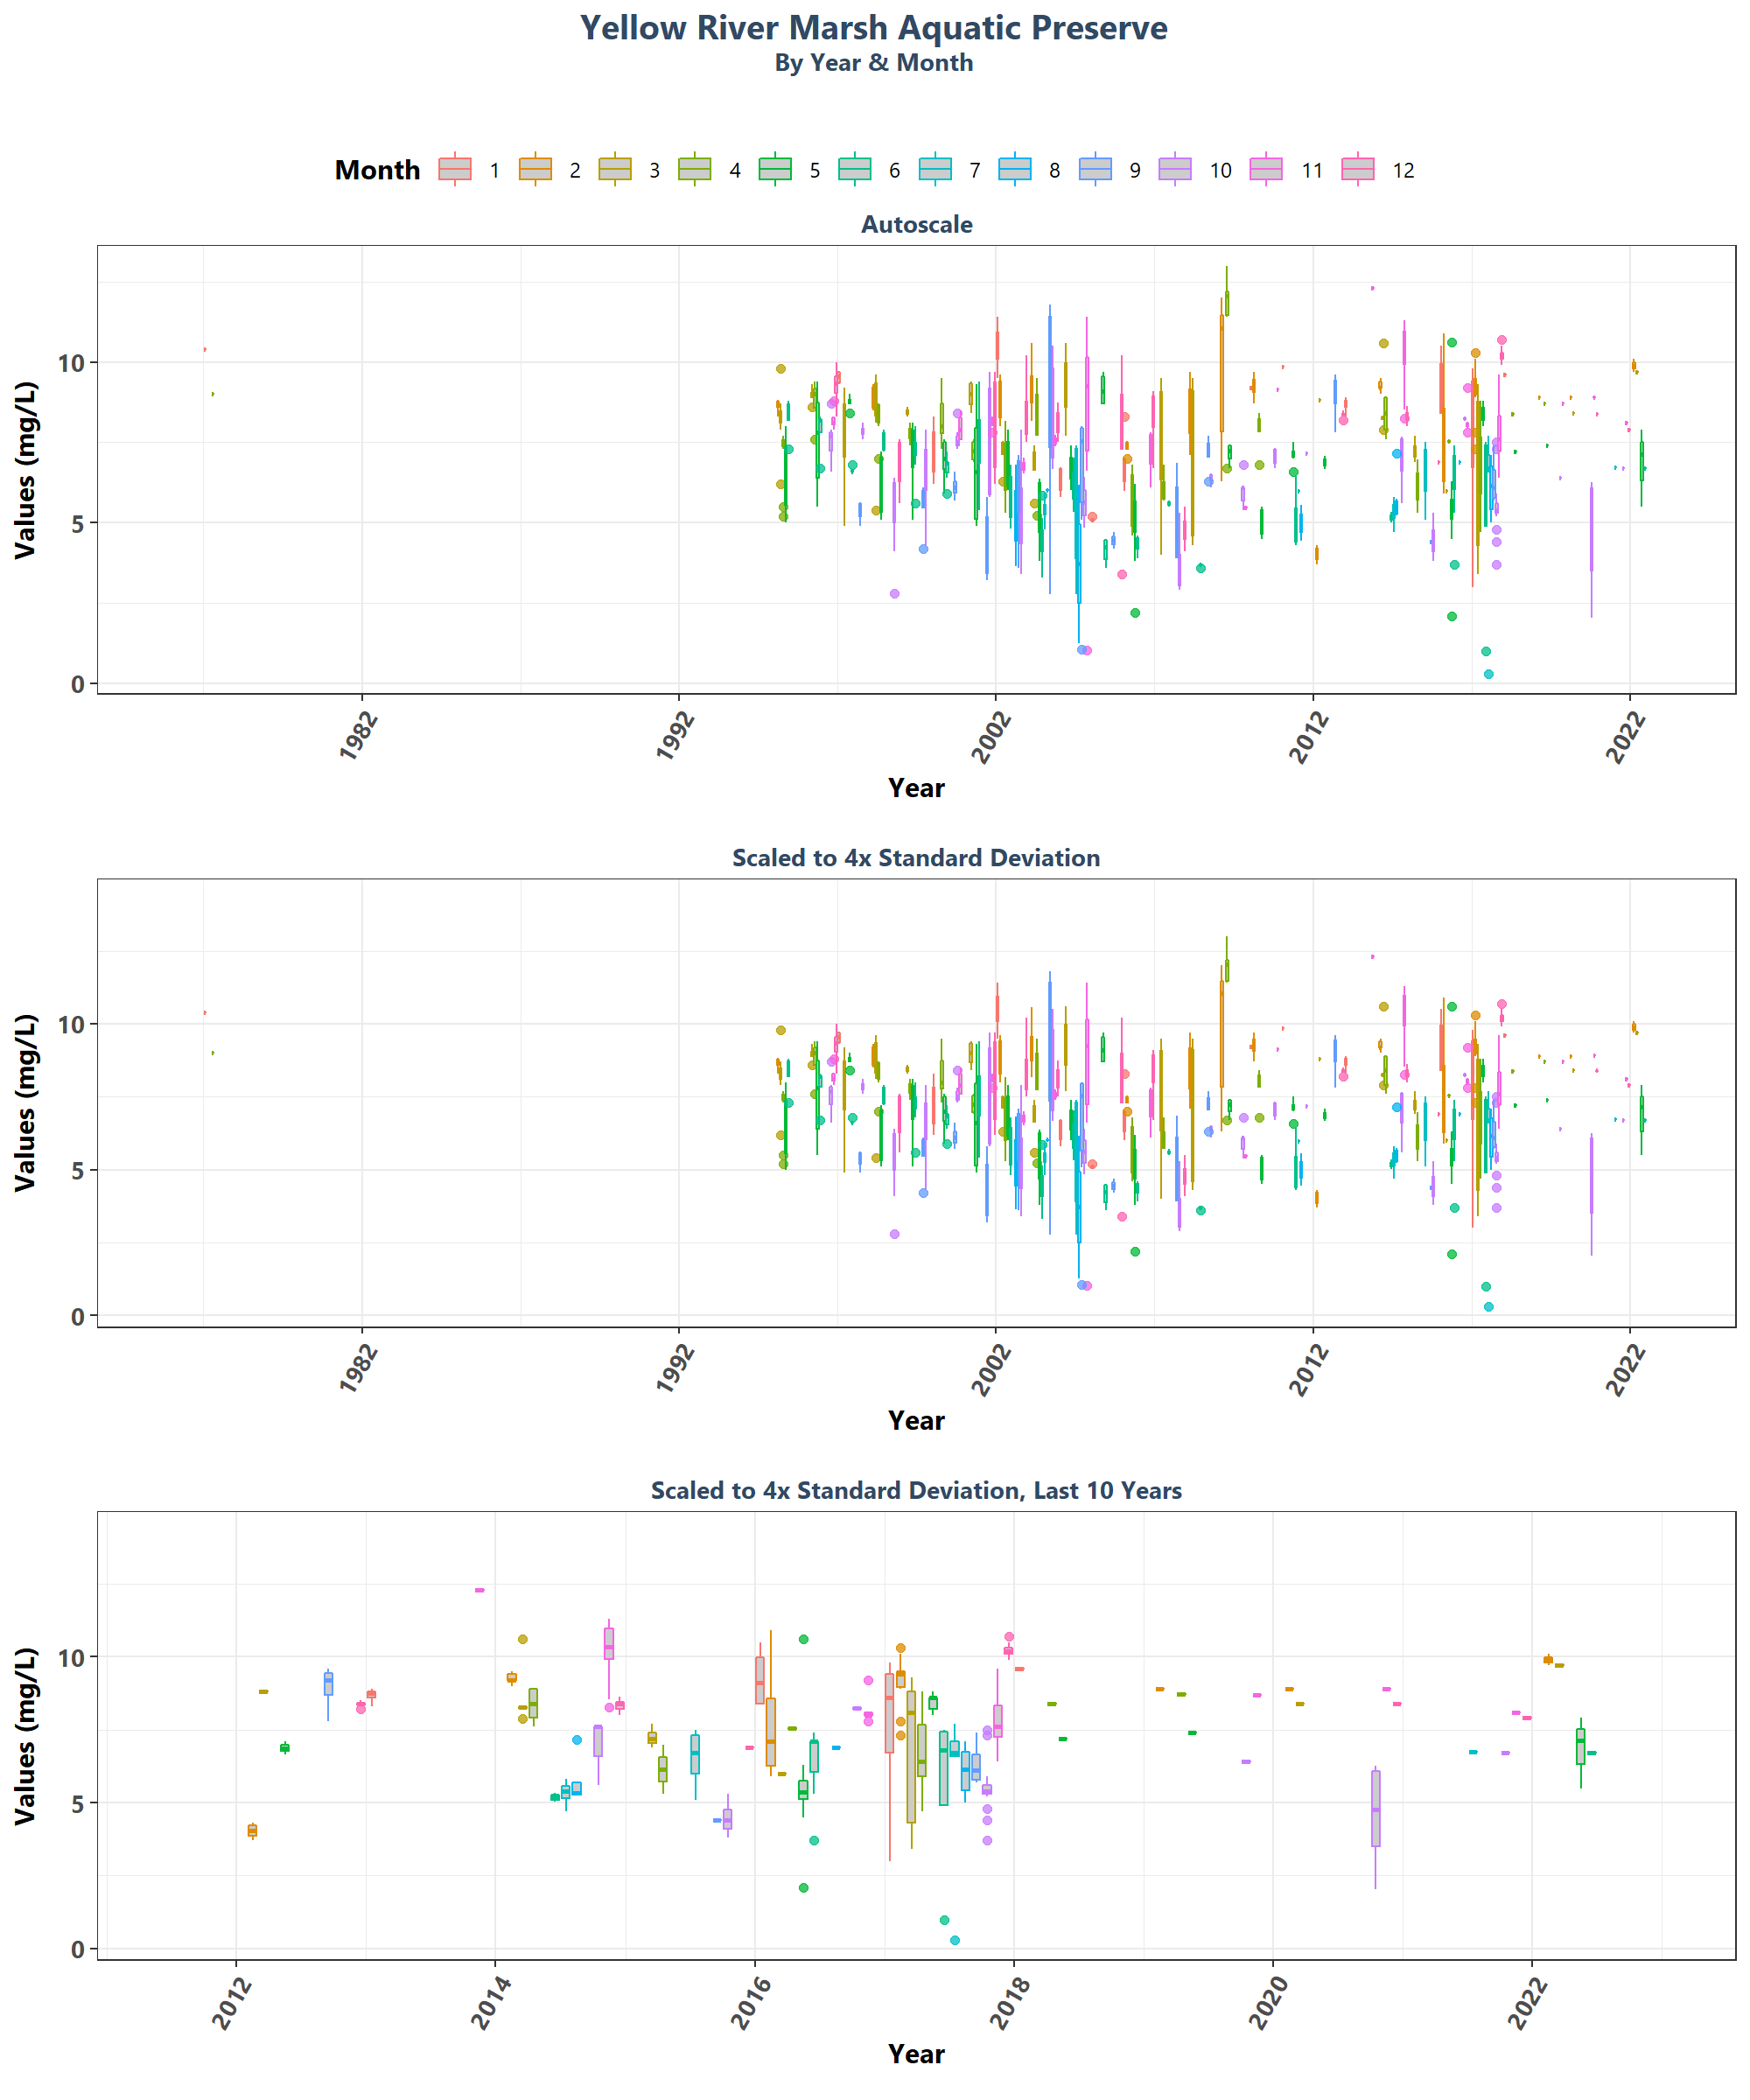 Yellow River Marsh Aquatic Preserve
By Year & Month
Month 1 2 3 4 5 6 7 8 9 10 11 12
Autoscale
Values (mg/L)
10
5
0
1982 1992 2002 2012 2022
Year
Scaled to 4x Standard Deviation
Values (mg/L)
10
5
0
1982 1992 2002 2012 2022
Year
Scaled to 4x Standard Deviation, Last 10 Years
Values (mg/L)
10
5
0
2012 2014 2016 2018 2020 2022
Year